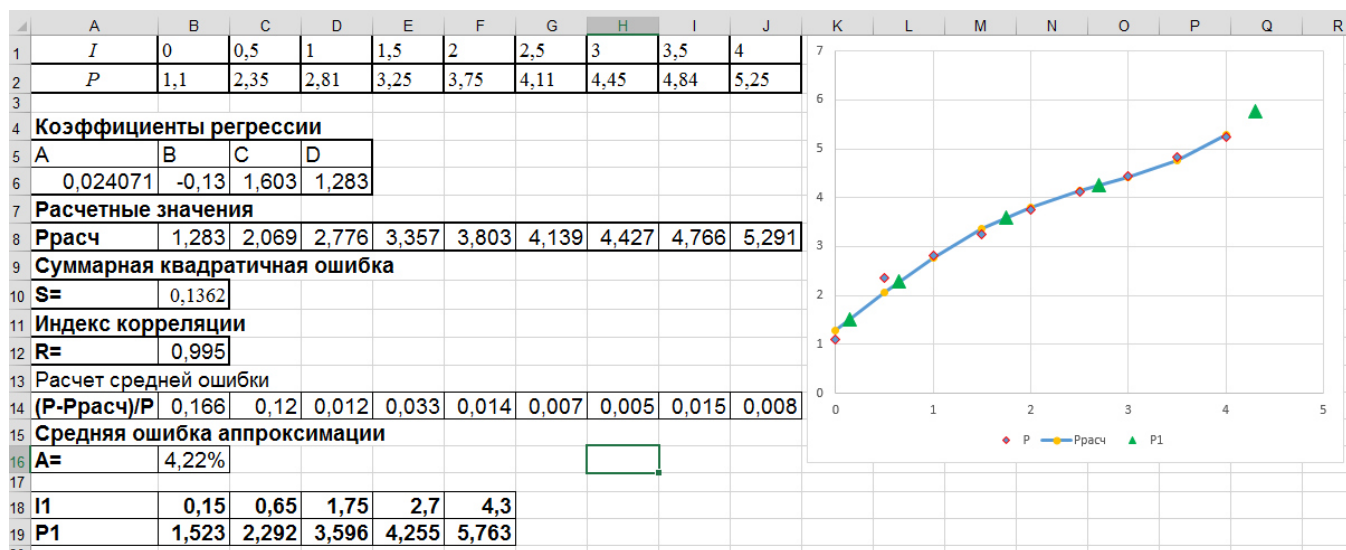 A B C D E F G H I J K L M N O P Q R
1 I 0 0,5 1 1,5 2 2,5 3 3,5 4
2 P 1,1 2,35 2,81 3,25 3,75 4,11 4,45 4,84 5,25
3
4 Коэффициенты регрессии
5 A B C D
6 0,024071 -0,13 1,603 1,283
7 Расчетные значения
8 Ррасч 1,283 2,069 2,776 3,357 3,803 4,139 4,427 4,766 5,291
9 Суммарная квадратичная ошибка
10 S= 0,1362
11 Индекс корреляции
12 R= 0,995
13 Расчет средней ошибки
14 (P-Ррасч)/P 0,166 0,12 0,012 0,033 0,014 0,007 0,005 0,015 0,008
15 Средняя ошибка аппроксимации
16 A= 4,22%
17
18 I1 0,15 0,65 1,75 2,7 4,3
19 P1 1,523 2,292 3,596 4,255 5,763
7
6
5
4
3
2
1
0
0 1 2 3 4 5
P Ррасч P1